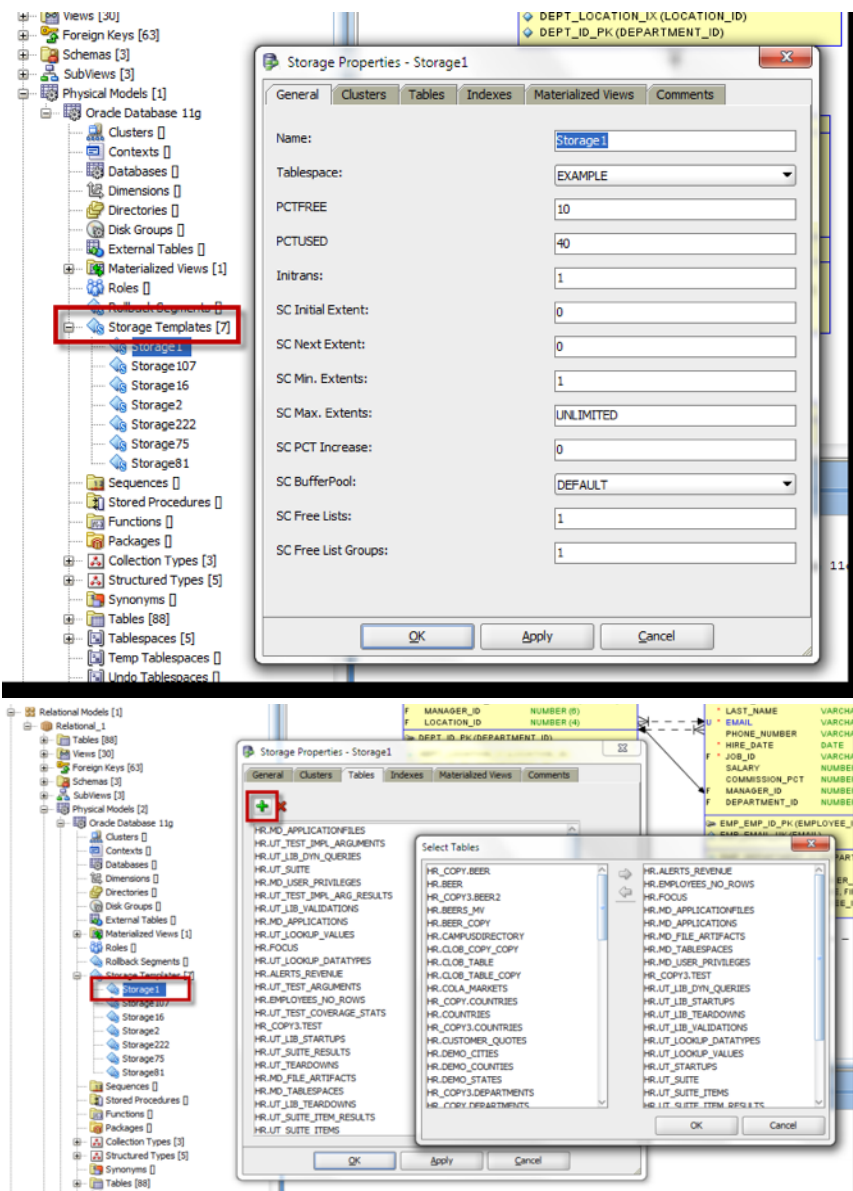 Views [30]
Foreign Keys [63]
Schemas [3]
SubViews [3]
Physical Models [1]
Oracle Database 11g
Clusters []
Contexts []
Databases []
Dimensions []
Directories []
Disk Groups []
External Tables []
Materialized Views [1]
Roles []
Rollback Segments []
Storage Templates [7]
Storage1
Storage107
Storage16
Storage2
Storage222
Storage75
Storage81
Sequences []
Stored Procedures []
Functions []
Packages []
Collection Types [3]
Structured Types [5]
Synonyms []
Tables [88]
Tablespaces [5]
Temp Tablespaces []
Undo Tablespaces []
DEPT_LOCATION_IX (LOCATION_ID)
DEPT_ID_PK (DEPARTMENT_ID)
Storage Properties - Storage1
General Clusters Tables Indexes Materialized Views Comments
Name: Storage1
Tablespace: EXAMPLE
PCTFREE 10
PCTUSED 40
Initrans: 1
SC Initial Extent: 0
SC Next Extent: 0
SC Min. Extents: 1
SC Max. Extents: UNLIMITED
SC PCT Increase: 0
SC BufferPool: DEFAULT
SC Free Lists: 1
SC Free List Groups: 1
OK Apply Cancel
Relational Models [1]
Relational_1
Tables [88]
Views [30]
Foreign Keys [63]
Schemas [3]
SubViews [3]
Physical Models [2]
Oracle Database 11g
Clusters []
Contexts []
Databases []
Dimensions []
Directories []
Disk Groups []
External Tables []
Materialized Views [1]
Roles []
Rollback Segments []
Storage Templates [7]
Storage1
Storage107
Storage16
Storage2
Storage222
Storage75
Storage81
Sequences []
Stored Procedures []
Functions []
Packages []
Collection Types [3]
Structured Types [5]
Synonyms []
Tables [88]
F MANAGER_ID NUMBER (6)
F LOCATION_ID NUMBER (4)
DEPT_ID_PK (DEPARTMENT_ID)
* LAST_NAME
U * EMAIL
PHONE_NUMBER
* HIRE_DATE DATE
F * JOB_ID
SALARY
COMMISSION_PCT
F MANAGER_ID
F DEPARTMENT_ID
Storage Properties - Storage1
General Clusters Tables Indexes Materialized Views Comments
HR.MD_APPLICATIONFILES
HR.UT_TEST_IMPL_ARGUMENTS
HR.UT_LIB_DYN_QUERIES
HR.UT_SUITE
HR.MD_USER_PRIVILEGES
HR.UT_TEST_IMPL_ARG_RESULTS
HR.UT_LIB_VALIDATIONS
HR.MD_APPLICATIONS
HR.UT_LOOKUP_VALUES
HR.FOCUS
HR.UT_LOOKUP_DATATYPES
HR.ALERTS_REVENUE
HR.UT_TEST_ARGUMENTS
HR.EMPLOYEES_NO_ROWS
HR.UT_TEST_COVERAGE_STATS
HR_COPY3.TEST
HR.UT_LIB_STARTUPS
HR.UT_SUITE_RESULTS
HR.UT_TEARDOWNS
HR.MD_FILE_ARTIFACTS
HR.MD_TABLESPACES
HR.UT_LIB_TEARDOWNS
HR.UT_SUITE_ITEM_RESULTS
HR.UT_SUITE_ITEMS
OK Apply Cancel
Select Tables
HR_COPY.BEER
HR.BEER
HR_COPY3.BEER2
HR.BEERS_MV
HR.BEER_COPY
HR.CAMPUSDIRECTORY
HR.CLOB_COPY_COPY
HR.CLOB_TABLE
HR.CLOB_TABLE_COPY
HR.COLA_MARKETS
HR_COPY.COUNTRIES
HR.COUNTRIES
HR_COPY3.COUNTRIES
HR.CUSTOMER_QUOTES
HR.DEMO_CITIES
HR.DEMO_COUNTIES
HR.DEMO_STATES
HR_COPY3.DEPARTMENTS
HR_COPY.DEPARTMENTS
HR.ALERTS_REVENUE
HR.EMPLOYEES_NO_ROWS
HR.FOCUS
HR.MD_APPLICATIONFILES
HR.MD_APPLICATIONS
HR.MD_FILE_ARTIFACTS
HR.MD_TABLESPACES
HR.MD_USER_PRIVILEGES
HR_COPY3.TEST
HR.UT_LIB_DYN_QUERIES
HR.UT_LIB_STARTUPS
HR.UT_LIB_TEARDOWNS
HR.UT_LIB_VALIDATIONS
HR.UT_LOOKUP_DATATYPES
HR.UT_LOOKUP_VALUES
HR.UT_STARTUPS
HR.UT_SUITE
HR.UT_SUITE_ITEMS
HR.UT_SUITE_ITEM_RESULTS
OK Cancel